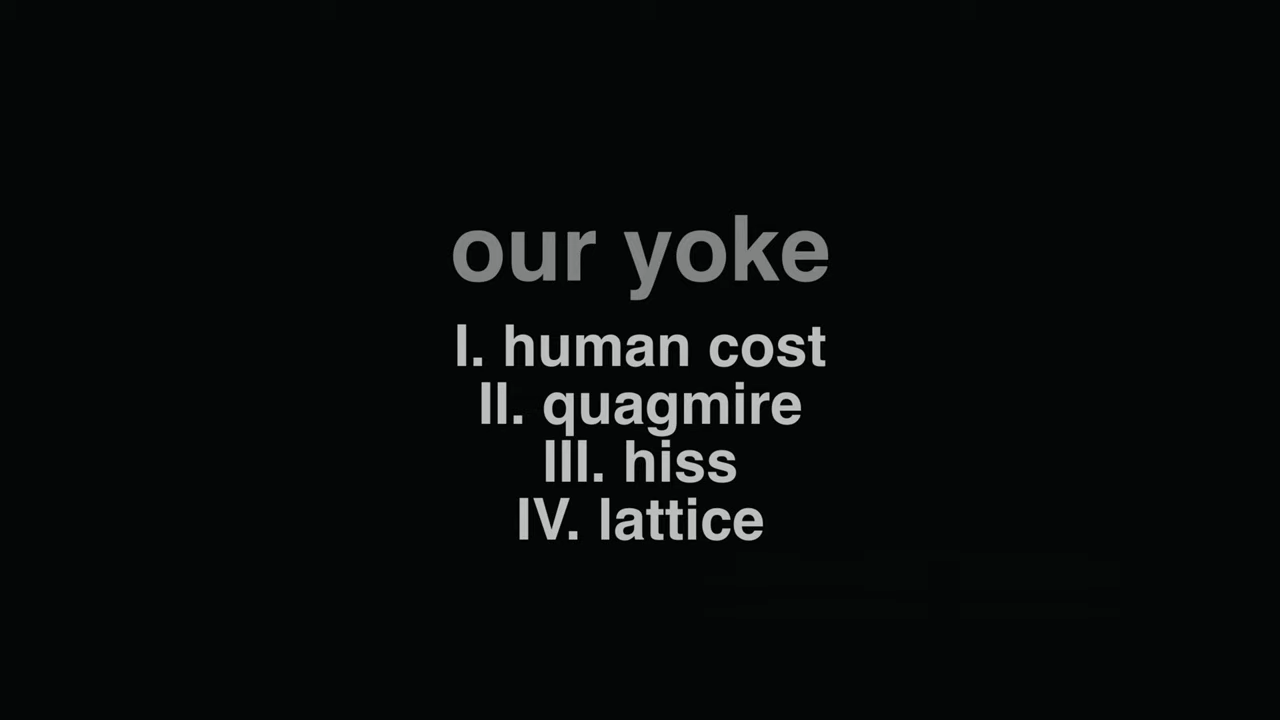 our yoke
I. human cost
II. quagmire
III. hiss
IV. lattice